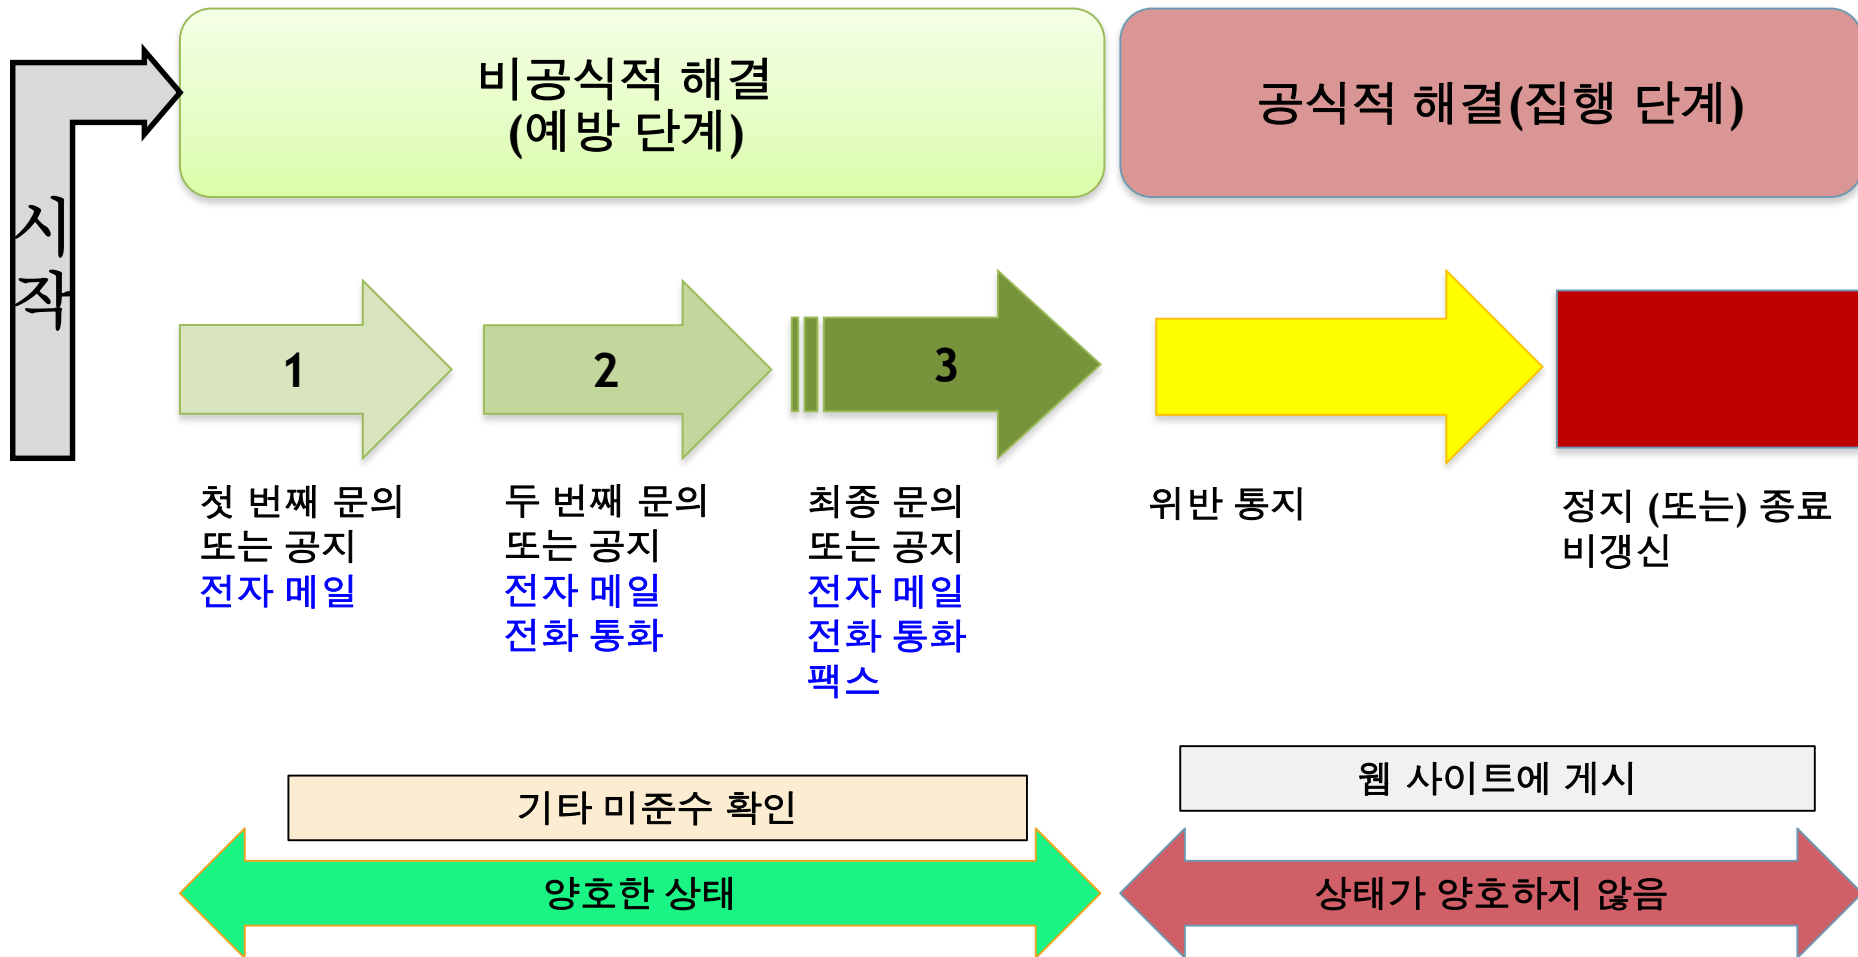 비공식적 해결
(예방 단계)
공식적 해결(집행 단계)
시
작
1
2
3
첫 번째 문의
또는 공지
전자 메일
두 번째 문의
또는 공지
전자 메일
전화 통화
최종 문의
또는 공지
전자 메일
전화 통화
팩스
위반 통지
정지 (또는) 종료
비갱신
기타 미준수 확인
웹 사이트에 게시
양호한 상태
상태가 양호하지 않음